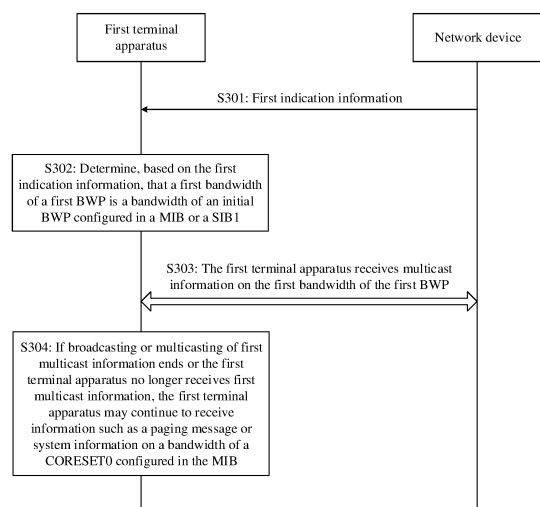 First terminal
apparatus
Network device
S301: First indication information
S302: Determine, based on the first
indication information, that a first bandwidth
of a first BWP is a bandwidth of an initial
BWP configured in a MIB or a SIB1
S303: The first terminal apparatus receives multicast
information on the first bandwidth of the first BWP
S304: If broadcasting or multicasting of first
multicast information ends or the first
terminal apparatus no longer receives first
multicast information, the first terminal
apparatus may continue to receive
information such as a paging message or
system information on a bandwidth of a
CORESET0 configured in the MIB